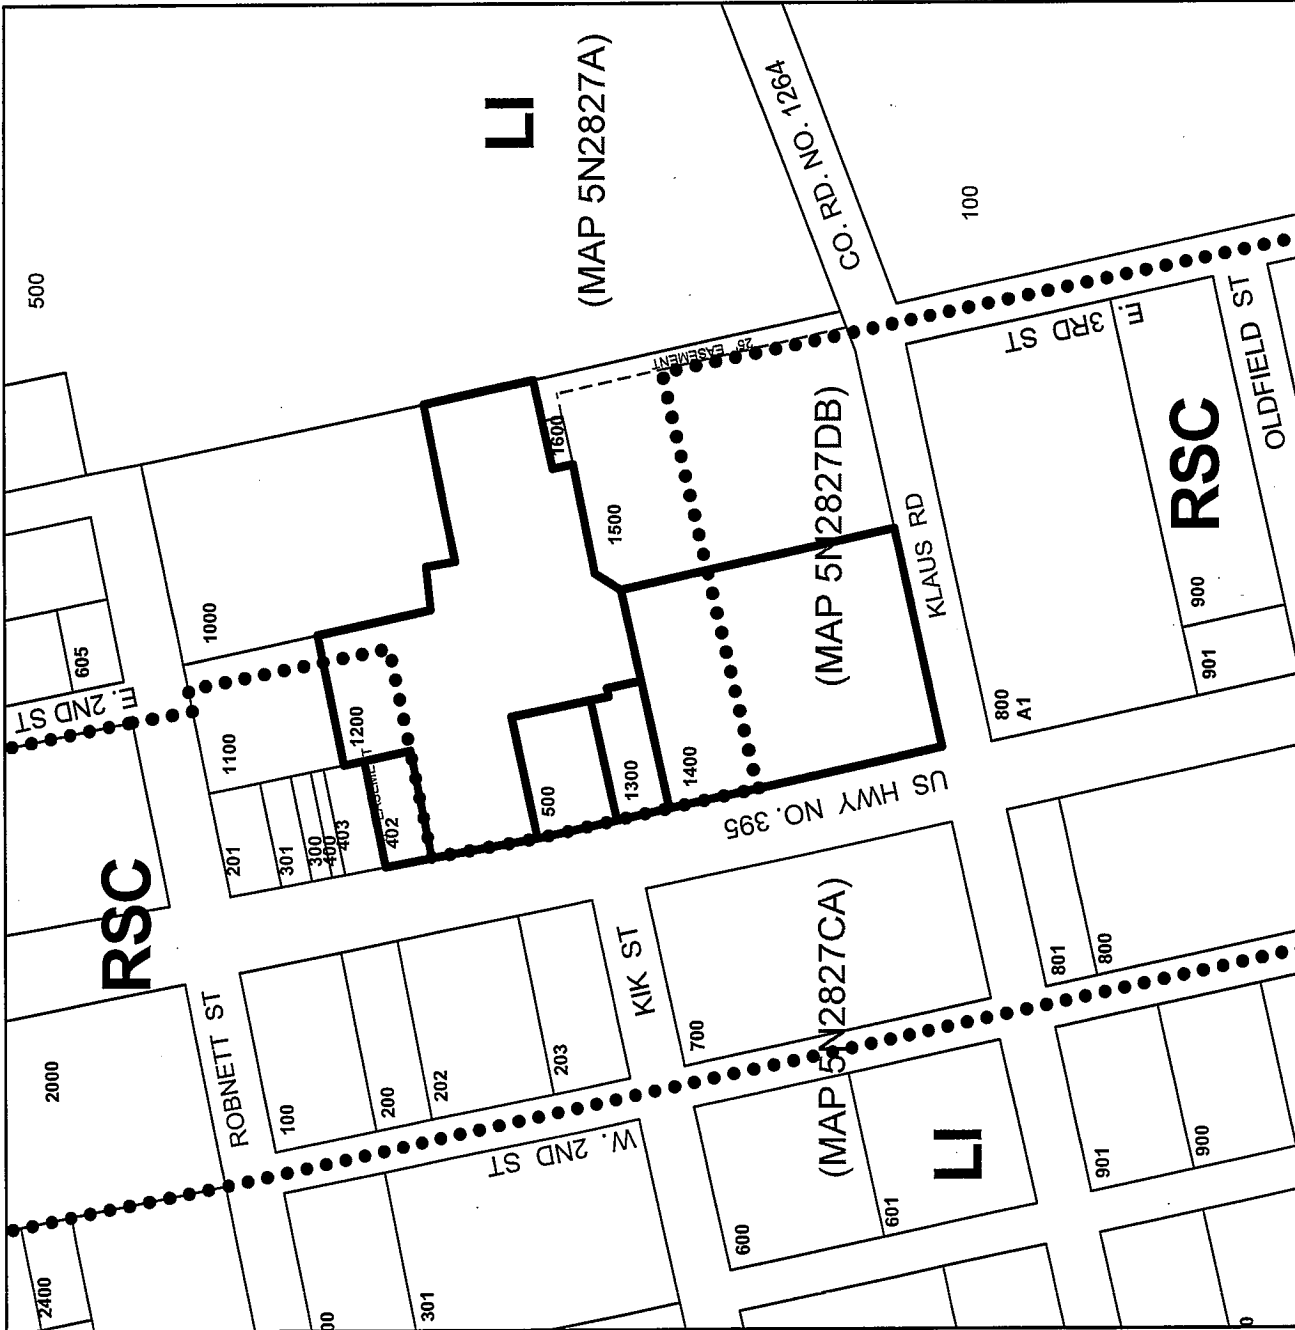 500
LI
(MAP 5N2827A)
CO. RD. NO. 1264
100
25' EASEMENT
E. 3RD ST
OLDFIELD ST
RSC
1600
1500
(MAP 5N2827DB)
KLAUS RD
900
901
800
A1
1000
605
E. 2ND ST
1100
1200
EASEMENT
201
301
300
400
403
402
500
1300
1400
US HWY NO. 395
RSC
2000
ROBNETT ST
100
200
202
203
KIK ST
700
(MAP 5N2827CA)
801
800
W. 2ND ST
LI
600
601
901
900
2400
301